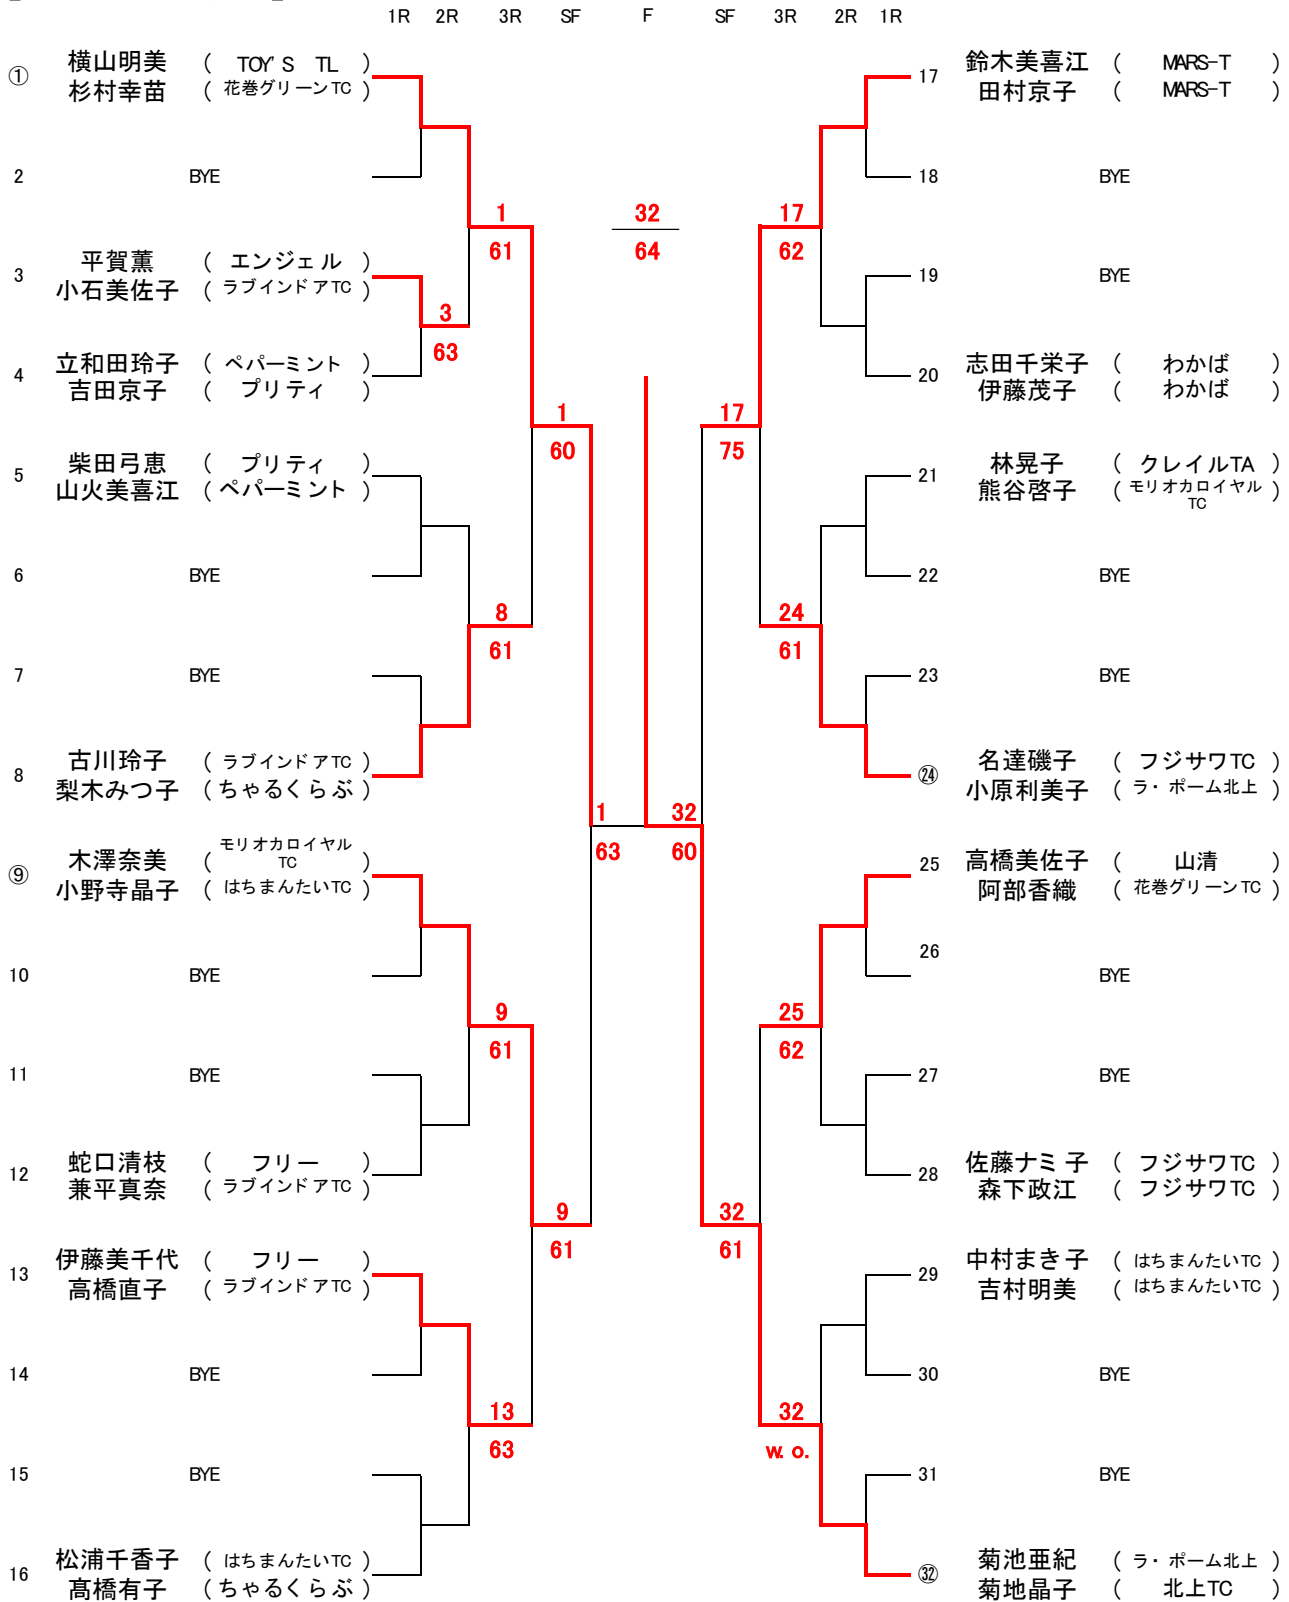 1R 2R 3R SF F SF 3R 2R 1R
① 横山明美 ( TOY'S TL )
杉村幸苗 ( 花巻グリーンTC )
2 BYE
3 平賀薫 ( エンジェル )
小石美佐子 ( ラブインドアTC )
4 立和田玲子 ( ペパーミント )
吉田京子 ( プリティ )
5 柴田弓恵 ( プリティ )
山火美喜江 ( ペパーミント )
6 BYE
7 BYE
8 古川玲子 ( ラブインドアTC )
梨木みつ子 ( ちゃるくらぶ )
⑨ 木澤奈美 ( モリオカロイヤルTC )
小野寺晶子 ( はちまんたいTC )
10 BYE
11 BYE
12 蛇口清枝 ( フリー )
兼平真奈 ( ラブインドアTC )
13 伊藤美千代 ( フリー )
高橋直子 ( ラブインドアTC )
14 BYE
15 BYE
16 松浦千香子 ( はちまんたいTC )
髙橋有子 ( ちゃるくらぶ )
3
63
1
61
8
61
9
61
13
63
1
60
9
61
1
63
32
64
32
60
17
75
32
61
17
62
24
61
25
62
32
w.o.
17 鈴木美喜江 ( MARS-T )
田村京子 ( MARS-T )
18 BYE
19 BYE
20 志田千栄子 ( わかば )
伊藤茂子 ( わかば )
21 林晃子 ( クレイルTA )
熊谷啓子 ( モリオカロイヤルTC )
22 BYE
23 BYE
㉔ 名達磯子 ( フジサワTC )
小原利美子 ( ラ・ポーム北上 )
25 高橋美佐子 ( 山清 )
阿部香織 ( 花巻グリーンTC )
26 BYE
27 BYE
28 佐藤ナミ子 ( フジサワTC )
森下政江 ( フジサワTC )
29 中村まき子 ( はちまんたいTC )
吉村明美 ( はちまんたいTC )
30 BYE
31 BYE
㉜ 菊池亜紀 ( ラ・ポーム北上 )
菊地晶子 ( 北上TC )